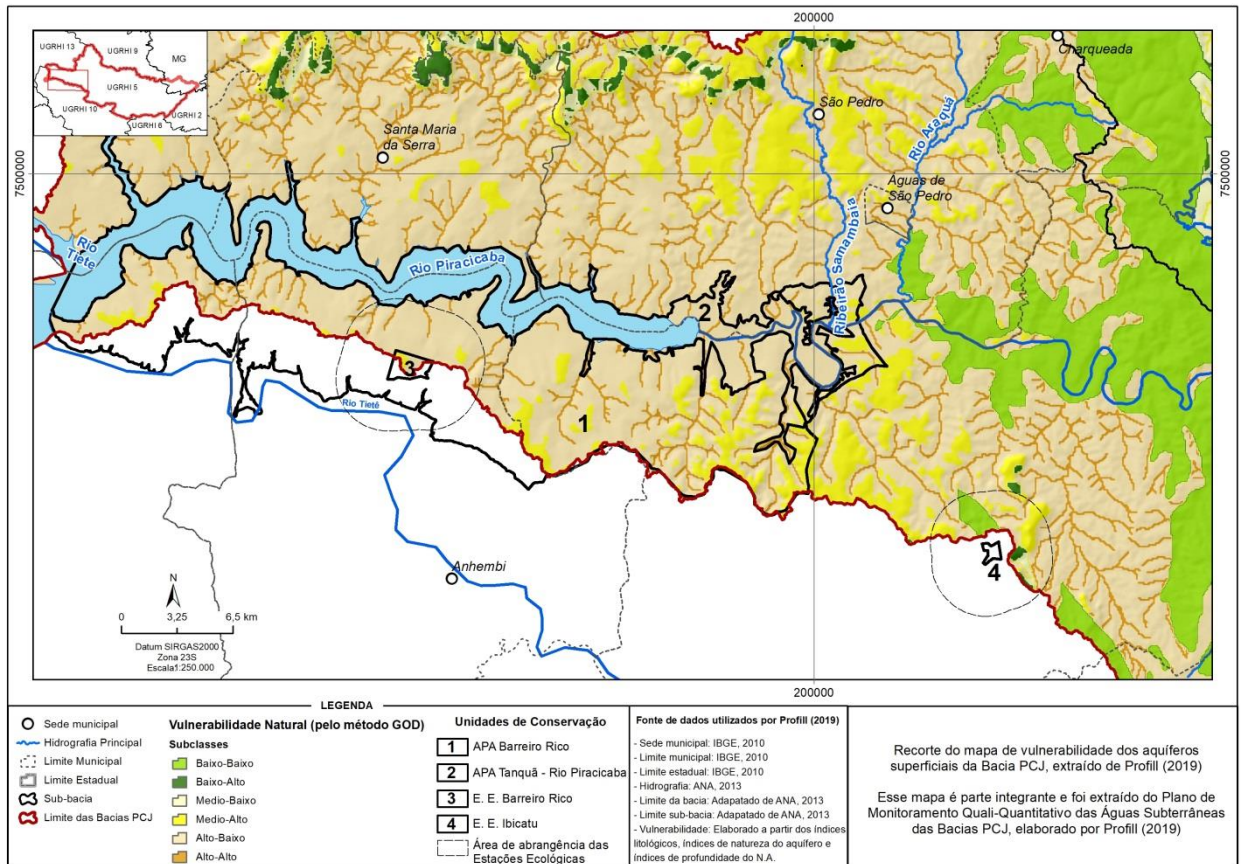 200000
UGRHI 13
UGRHI 9
MG
UGRHI 5
UGRHI 10
UGRHI 2
UGRHI 6
Charqueada
São Pedro
Santa Maria
da Serra
Rio Araquá
7500000
7500000
Águas de
São Pedro
Ribeirão Samambaia
Rio
Tiete
Rio Piracicaba
2
3
Rio Tietê
1
4
Anhembi
N
0 3,25 6,5 km
Datum SIRGAS2000
Zona 23S
Escala1:250.000
200000
LEGENDA
Sede municipal
Hidrografia Principal
Limite Municipal
Limite Estadual
Sub-bacia
Limite das Bacias PCJ
Vulnerabilidade Natural (pelo método GOD)
Subclasses
Baixo-Baixo
Baixo-Alto
Medio-Baixo
Medio-Alto
Alto-Baixo
Alto-Alto
Unidades de Conservação
1 APA Barreiro Rico
2 APA Tanquã - Rio Piracicaba
3 E. E. Barreiro Rico
4 E. E. Ibicatu
Área de abrangência das
Estações Ecológicas
Fonte de dados utilizados por Profill (2019)
- Sede municipal: IBGE, 2010
- Limite municipal: IBGE, 2010
- Limite estadual: IBGE, 2010
- Hidrografia: ANA, 2013
- Limite da bacia: Adapatado de ANA, 2013
- Limite sub-bacia: Adapatado de ANA, 2013
- Vulnerabilidade: Elaborado a partir dos índices
litológicos, índices de natureza do aquífero e
índices de profundidade do N.A.
Recorte do mapa de vulnerabilidade dos aquíferos
superficiais da Bacia PCJ, extraído de Profill (2019)
Esse mapa é parte integrante e foi extraído do Plano de
Monitoramento Quali-Quantitativo das Águas Subterrâneas
das Bacias PCJ, elaborado por Profill (2019)